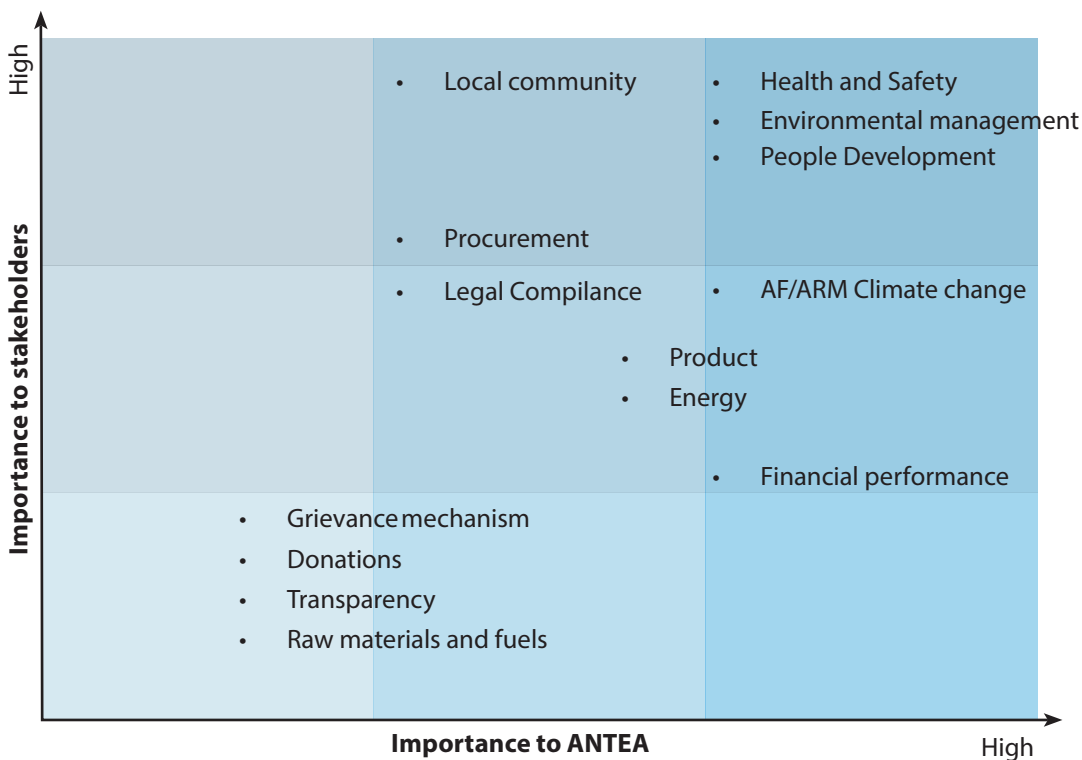 High
Importance to stakeholders
• Local community
• Health and Safety
• Environmental management
• People Development
• Procurement
• Legal Compilance
• AF/ARM Climate change
• Product
• Energy
• Financial performance
• Grievance mechanism
• Donations
• Transparency
• Raw materials and fuels
Importance to ANTEA
High